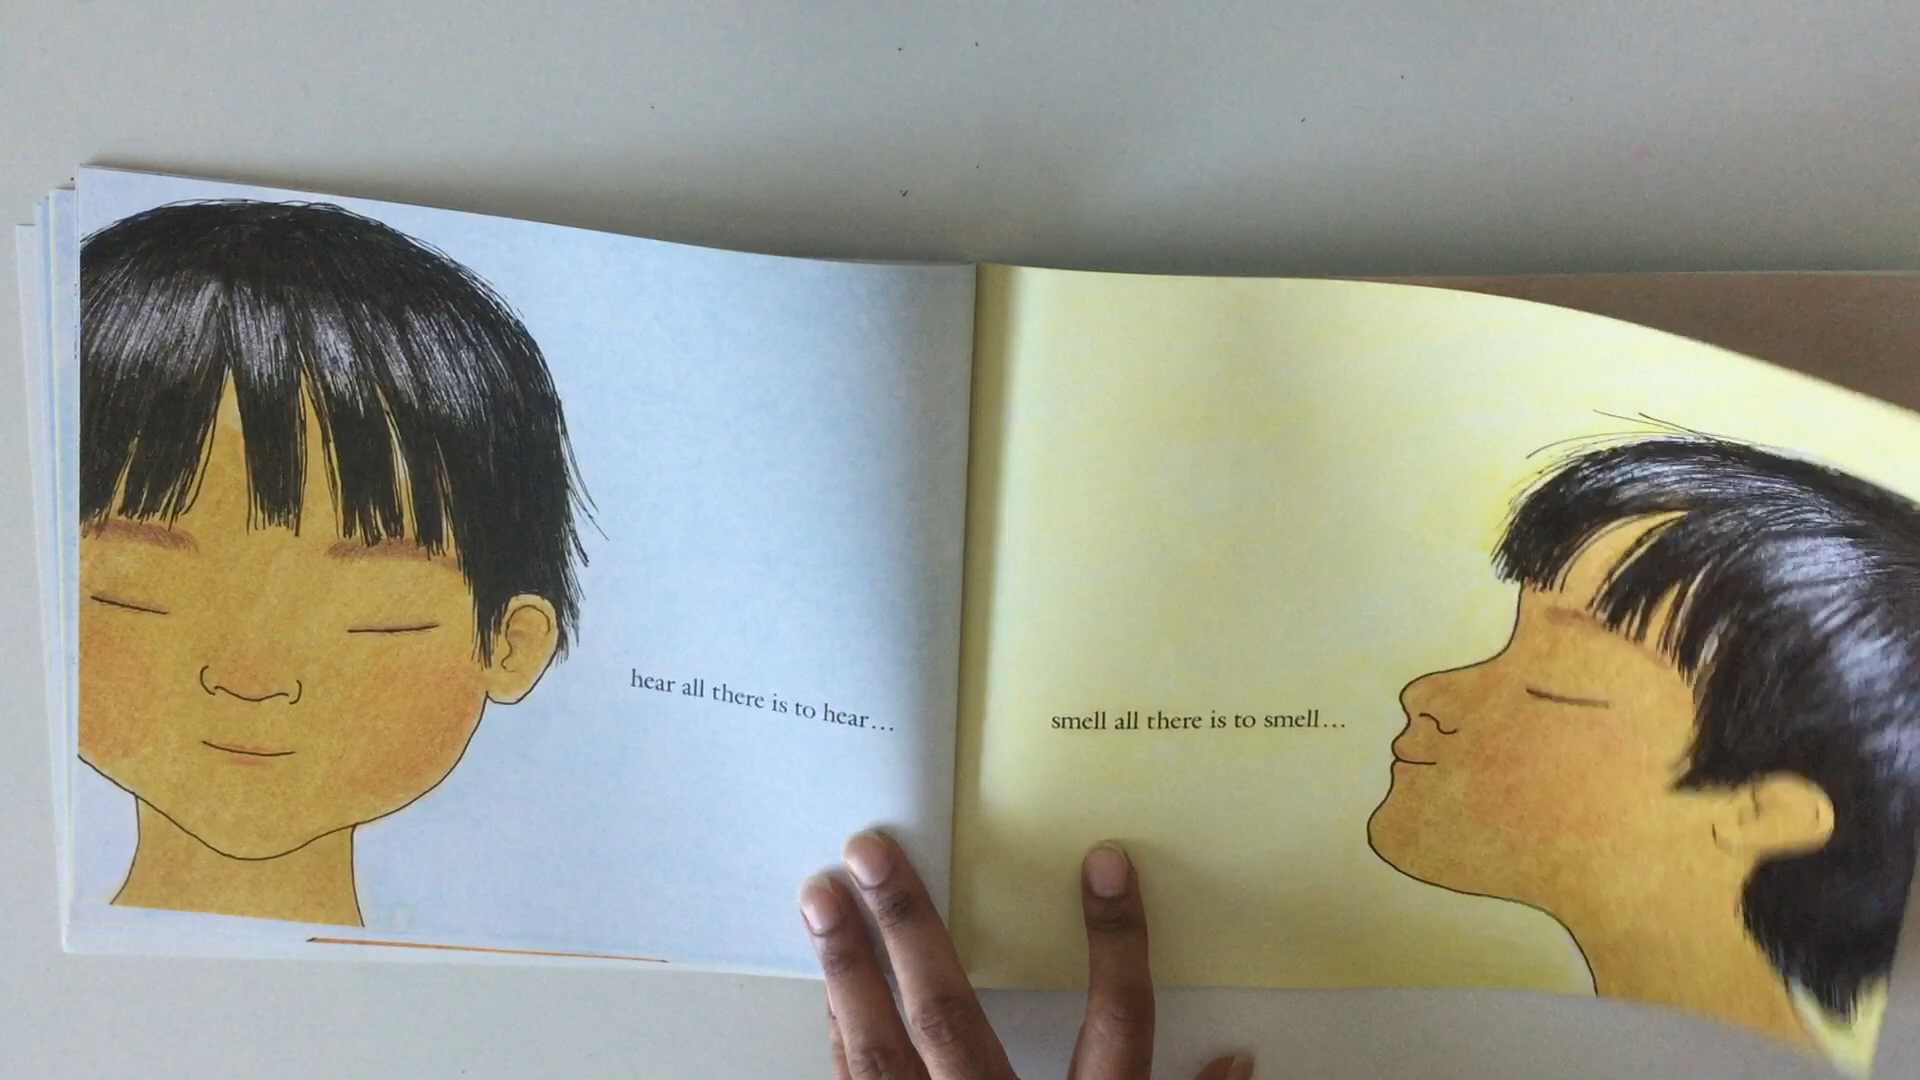 hear all there is to hear...
smell all there is to smell...